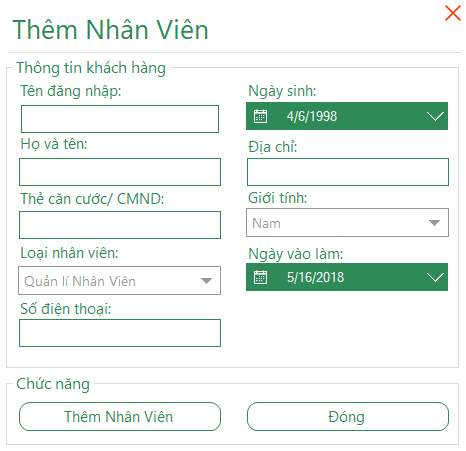 Thêm Nhân Viên
Thông tin khách hàng
Tên đăng nhập:
Ngày sinh:
4/6/1998
Họ và tên:
Địa chỉ:
Thẻ căn cước/ CMND:
Giới tính:
Nam
Loại nhân viên:
Ngày vào làm:
Quản lí Nhân Viên
5/16/2018
Số điện thoại:
Chức năng
Thêm Nhân Viên
Đóng